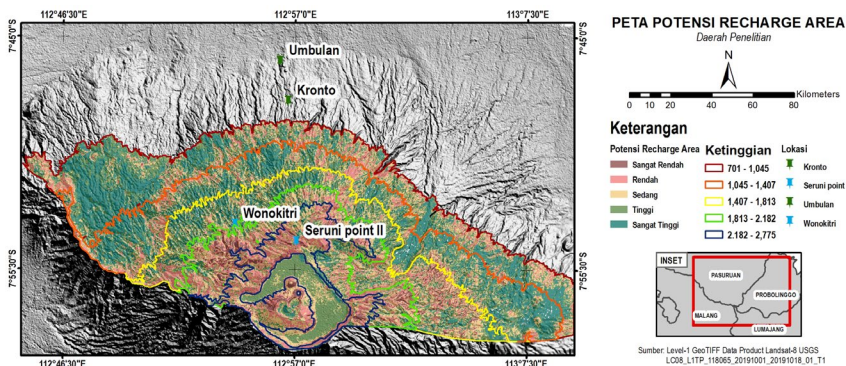 112°46'30"E
112°57'0"E
113°7'30"E
7°45'0"S
7°45'0"S
Umbulan
Kronto
Wonokitri
Seruni point II
7°55'30"S
7°55'30"S
112°46'30"E
112°57'0"E
113°7'30"E
PETA POTENSI RECHARGE AREA
Daerah Penelitian
N
Kilometers
0 5 10 20 30 40 60 80
Keterangan
Potensi Recharge Area
Sangat Rendah
Rendah
Sedang
Tinggi
Sangat Tinggi
Ketinggian
701 - 1,045
1,045 - 1,407
1,407 - 1,813
1,813 - 2.182
2.182 - 2,775
Lokasi
Kronto
Seruni point
Umbulan
Wonokitri
INSET
PASURUAN
PROBOLINGGO
MALANG
LUMAJANG
Sumber: Level-1 GeoTIFF Data Product Landsat-8 USGS
LC08_L1TP_118065_20191001_20191018_01_T1